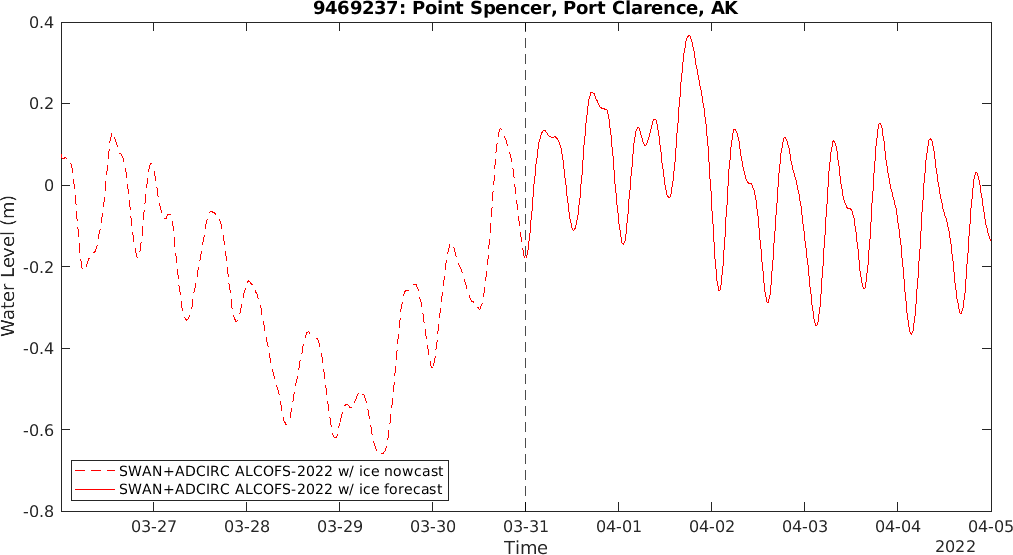 9469237: Point Spencer, Port Clarence, AK
0.4
0.2
0
-0.2
-0.4
-0.6
-0.8
Water Level (m)
SWAN+ADCIRC ALCOFS-2022 w/ ice nowcast
SWAN+ADCIRC ALCOFS-2022 w/ ice forecast
03-27 03-28 03-29 03-30 03-31 04-01 04-02 04-03 04-04 04-05
Time
2022